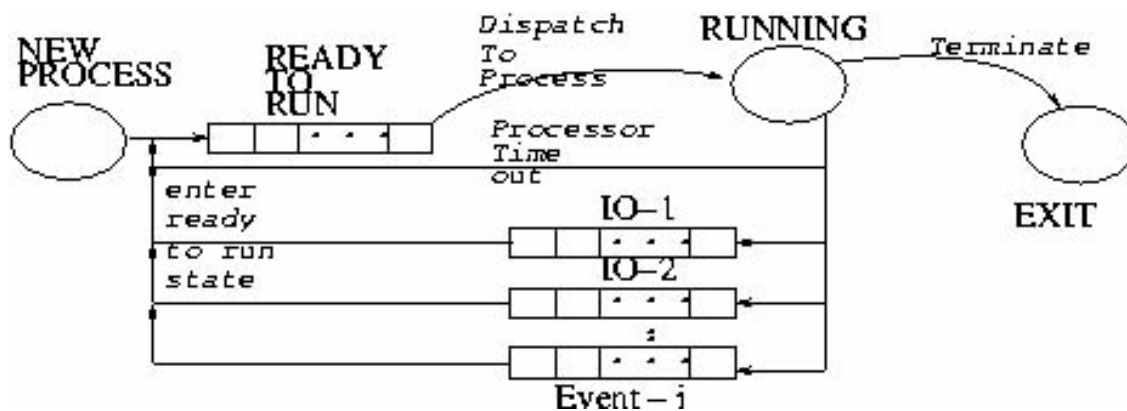 NEW
PROCESS
READY
TO
RUN
Dispatch
To
Process
RUNNING
Terminate
EXIT
Processor
Time
out
enter
ready
to run
state
IO-1
IO-2
Event-i